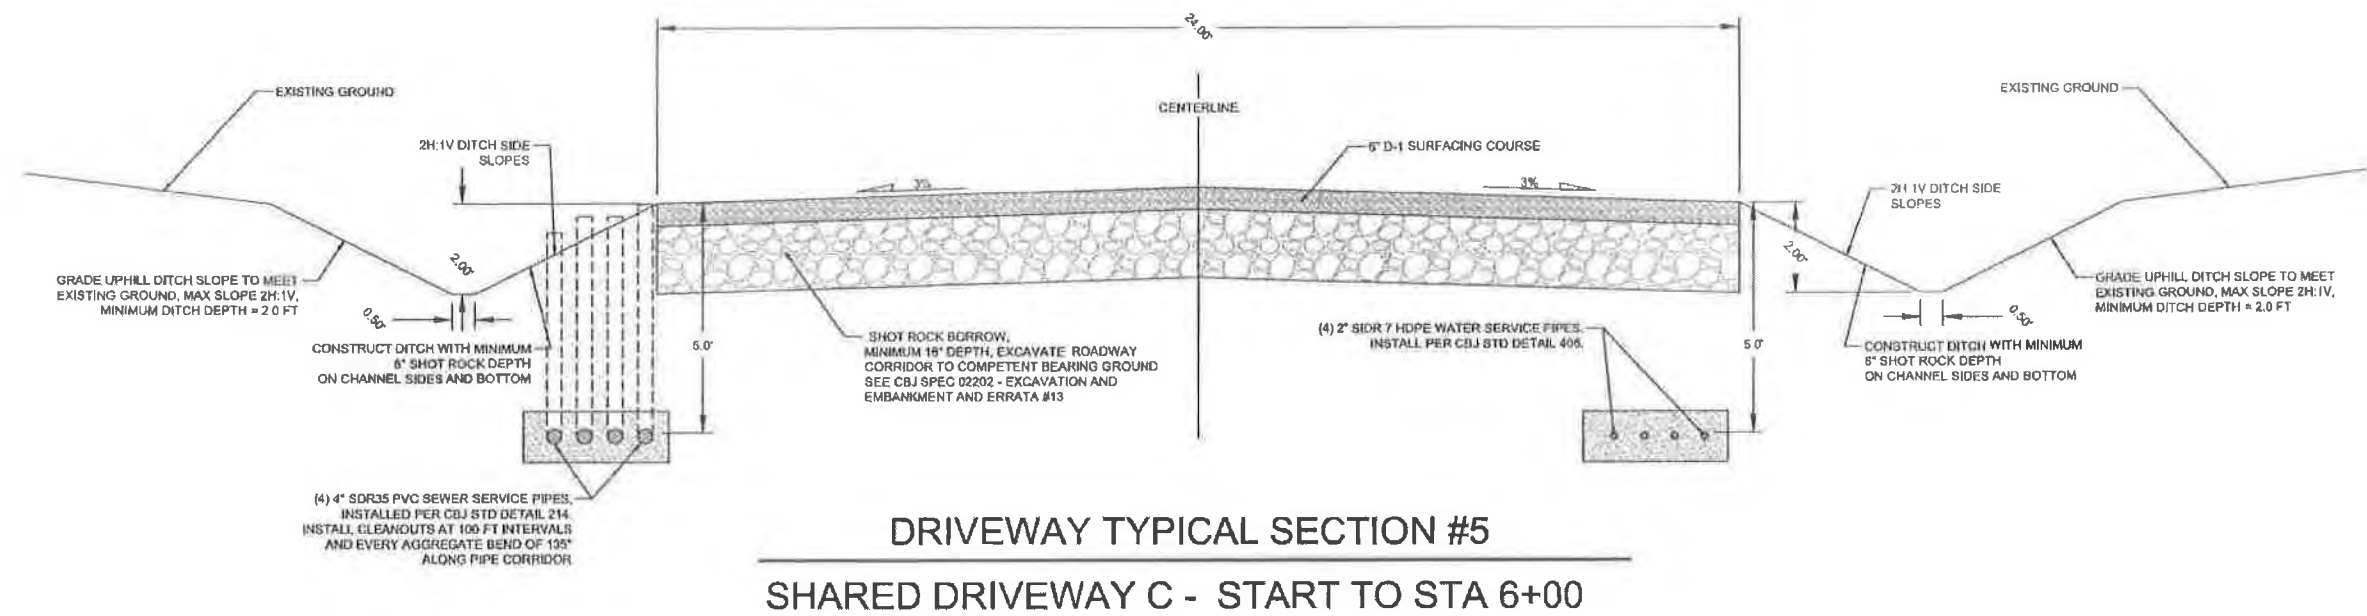 24.00'
EXISTING GROUND
EXISTING GROUND
CENTERLINE
2H:1V DITCH SIDE
SLOPES
6" D-1 SURFACING COURSE
3%
3%
2H:1V DITCH SIDE
SLOPES
2.00'
2.00'
GRADE UPHILL DITCH SLOPE TO MEET
EXISTING GROUND, MAX SLOPE 2H:1V,
MINIMUM DITCH DEPTH = 2.0 FT
GRADE UPHILL DITCH SLOPE TO MEET
EXISTING GROUND, MAX SLOPE 2H:1V,
MINIMUM DITCH DEPTH = 2.0 FT
0.50'
0.50'
CONSTRUCT DITCH WITH MINIMUM
6" SHOT ROCK DEPTH
ON CHANNEL SIDES AND BOTTOM
5.0'
SHOT ROCK BORROW,
MINIMUM 18" DEPTH, EXCAVATE ROADWAY
CORRIDOR TO COMPETENT BEARING GROUND
SEE CBJ SPEC 02202 - EXCAVATION AND
EMBANKMENT AND ERRATA #13
(4) 2" SIDR 7 HDPE WATER SERVICE PIPES,
INSTALL PER CBJ STD DETAIL 406.
5.0'
CONSTRUCT DITCH WITH MINIMUM
6" SHOT ROCK DEPTH
ON CHANNEL SIDES AND BOTTOM
(4) 4" SDR35 PVC SEWER SERVICE PIPES,
INSTALLED PER CBJ STD DETAIL 214.
INSTALL CLEANOUTS AT 100 FT INTERVALS
AND EVERY AGGREGATE BEND OF 135°
ALONG PIPE CORRIDOR
DRIVEWAY TYPICAL SECTION #5
SHARED DRIVEWAY C - START TO STA 6+00